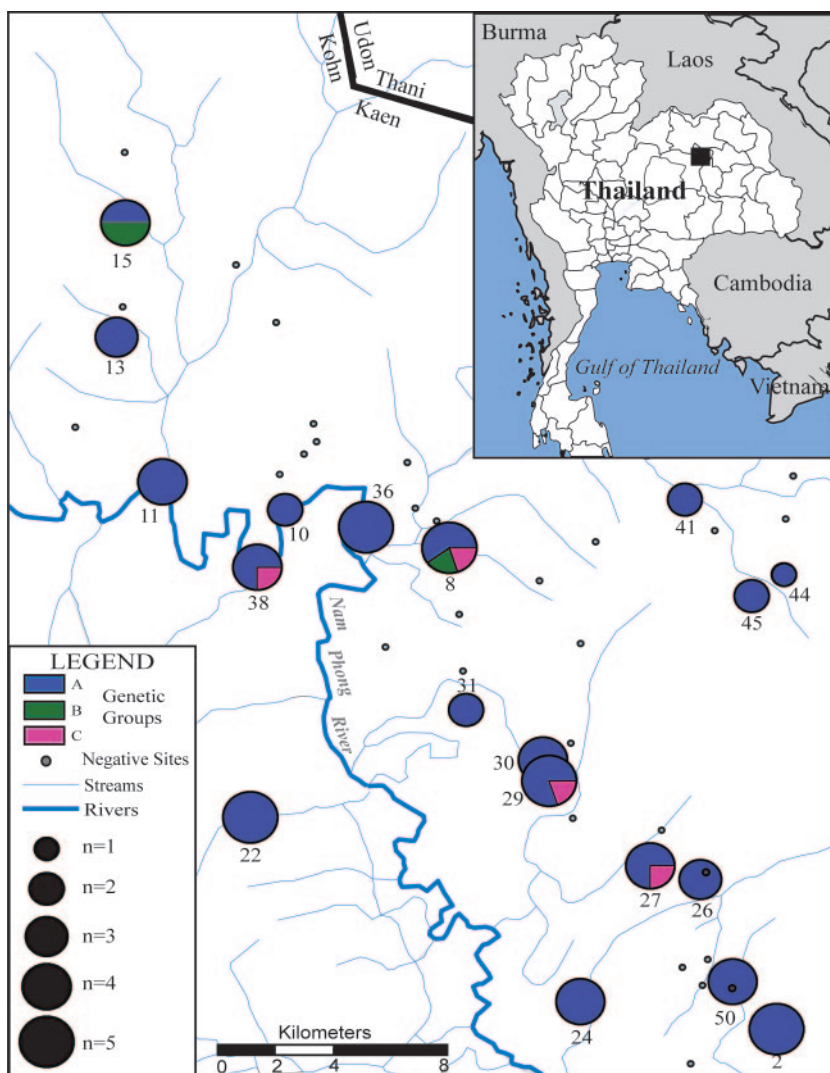 Kohn
Udon
Thani
Kaen
Burma
Laos
Thailand
Cambodia
Gulf of Thailand
Vietnam
15
13
11
10
36
38
8
41
44
45
Nam
Phong
River
31
30
29
22
27
26
24
50
2
LEGEND
A
B
C
Genetic
Groups
Negative Sites
Streams
Rivers
n=1
n=2
n=3
n=4
n=5
Kilometers
0 2 4 8